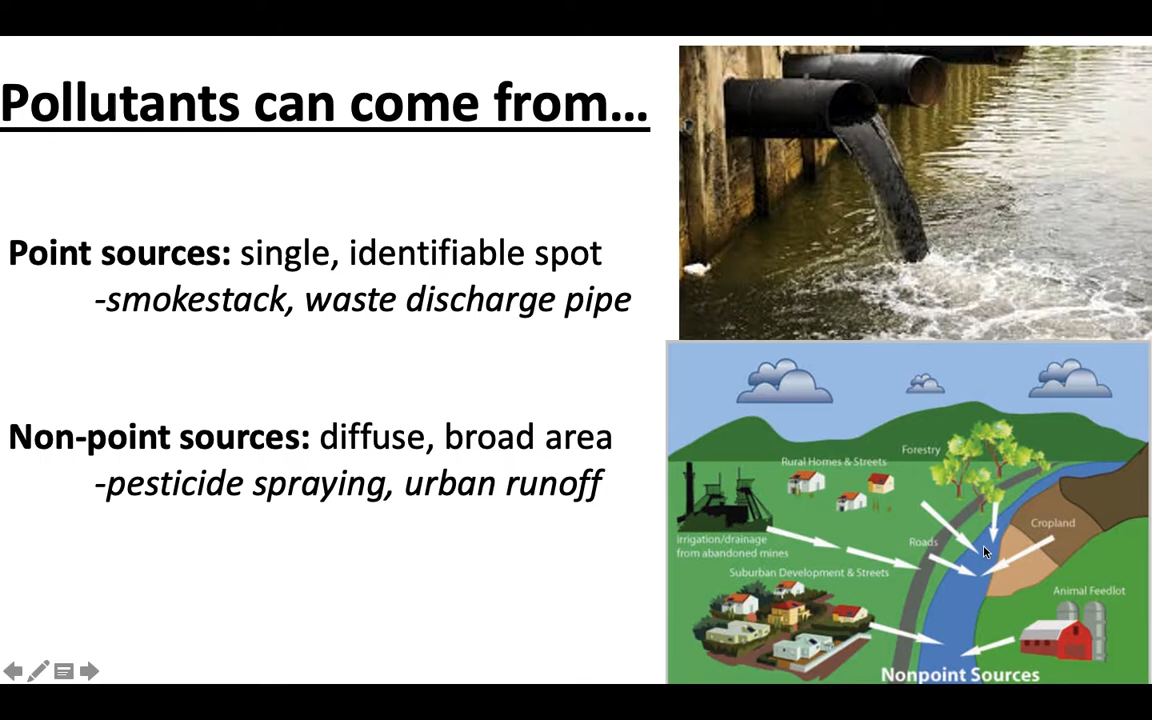 Pollutants can come from...
Point sources: single, identifiable spot
-smokestack, waste discharge pipe
Non-point sources: diffuse, broad area
-pesticide spraying, urban runoff
Forestry
Rural Homes & Streets
Cropland
irrigation/drainage
from abandoned mines
Roads
Suburban Development & Streets
Animal Feedlot
Nonpoint Sources